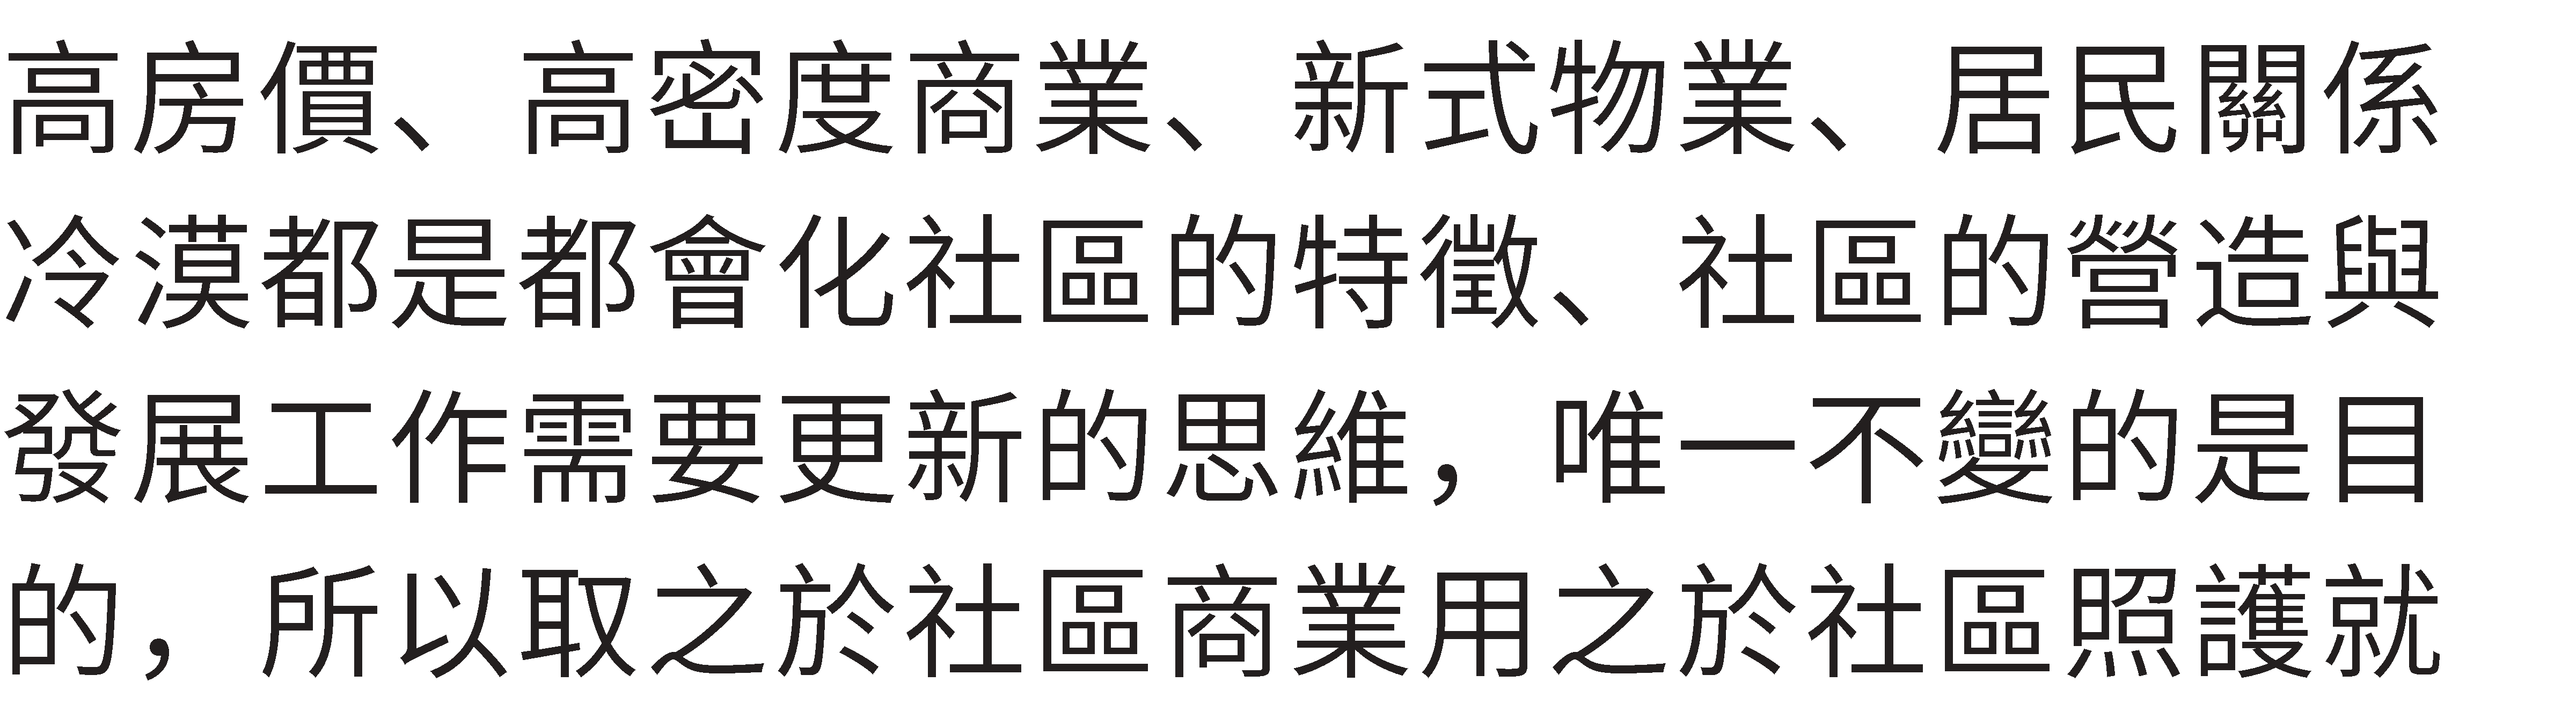 高房價、高密度商業、新式物業、居民關係
冷漠都是都會化社區的特徵、社區的營造與
發展工作需要更新的思維，唯一不變的是目
的，所以取之於社區商業用之於社區照護就